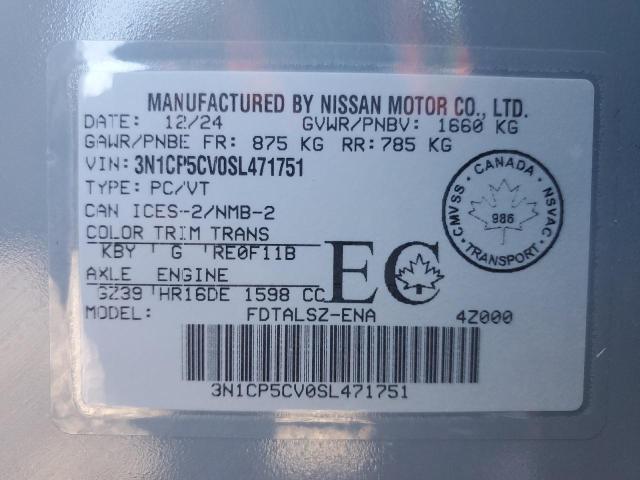 MANUFACTURED BY NISSAN MOTOR CO., LTD.
DATE: 12/24 GVWR/PNBV: 1660 KG
GAWR/PNBE FR: 875 KG RR: 785 KG
VIN: 3N1CP5CV0SL471751
TYPE: PC/VT
CAN ICES-2/NMB-2
COLOR TRIM TRANS
KBY G RE0F11B
AXLE ENGINE
GZ39 HR16DE 1598 CC
MODEL: FDTALSZ-ENA 4Z000
EC
CANADA
CMVSS NSVAC
986
TRANSPORT
3N1CP5CV0SL471751